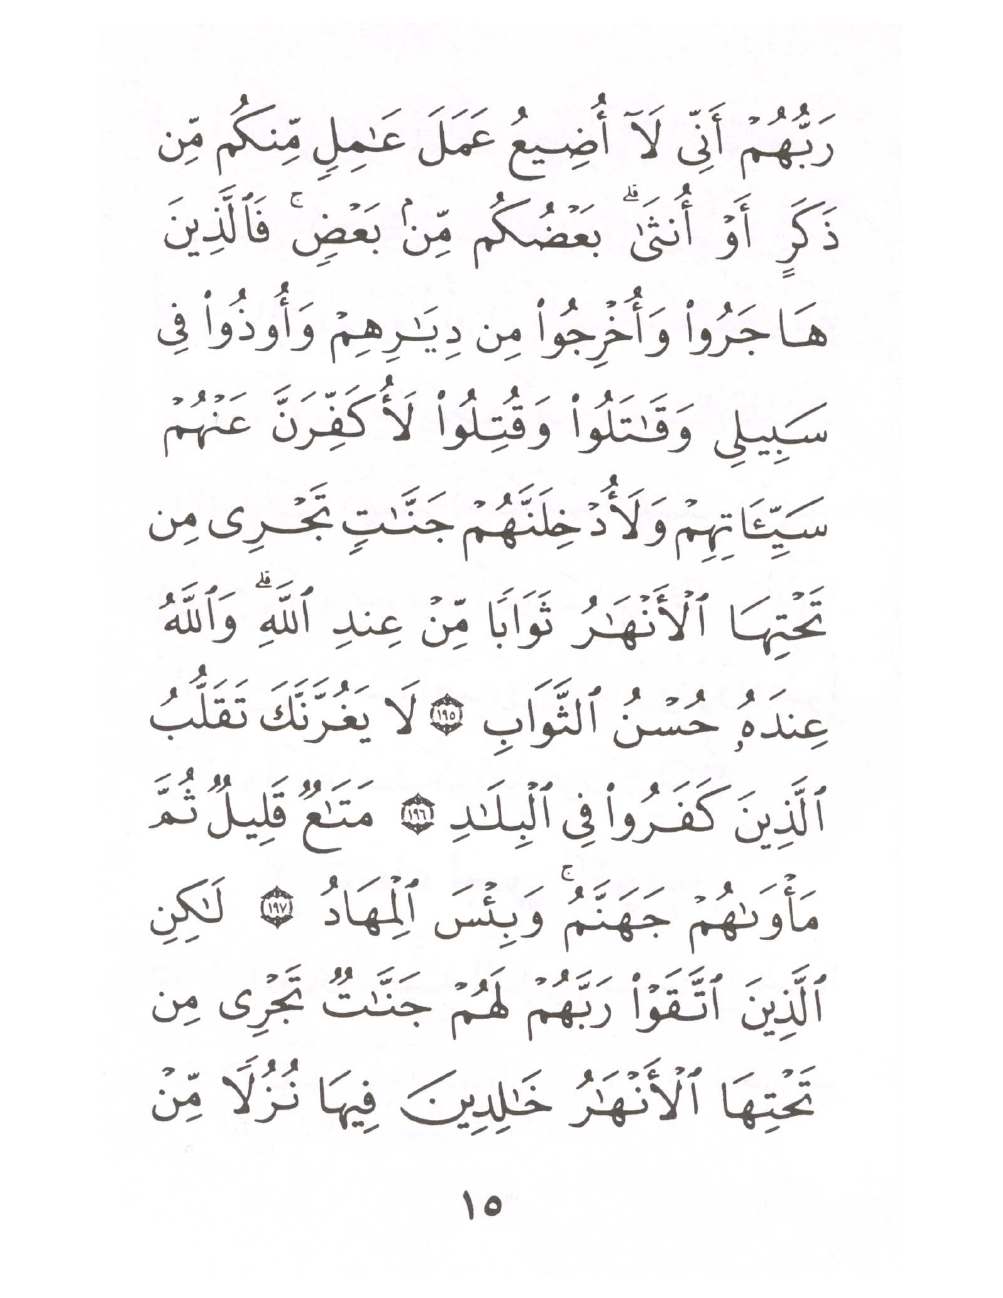 رَبُّهُمْ أَنِّى لَآ أُضِيعُ عَمَلَ عَـٰمِلٍ مِّنكُم مِّن
ذَكَرٍ أَوْ أُنثَىٰ ۖ بَعْضُكُم مِّنۢ بَعْضٍ ۚ فَٱلَّذِينَ
هَاجَرُوا۟ وَأُخْرِجُوا۟ مِن دِيَـٰرِهِمْ وَأُوذُوا۟ فِى
سَبِيلِى وَقَـٰتَلُوا۟ وَقُتِلُوا۟ لَأُكَفِّرَنَّ عَنْهُمْ
سَيِّـَٔاتِهِمْ وَلَأُدْخِلَنَّهُمْ جَنَّـٰتٍ تَجْرِى مِن
تَحْتِهَا ٱلْأَنْهَـٰرُ ثَوَابًا مِّنْ عِندِ ٱللَّهِ ۗ وَٱللَّهُ
عِندَهُۥ حُسْنُ ٱلثَّوَابِ ١٩٥ لَا يَغُرَّنَّكَ تَقَلُّبُ
ٱلَّذِينَ كَفَرُوا۟ فِى ٱلْبِلَـٰدِ ١٩٦ مَتَـٰعٌ قَلِيلٌ ثُمَّ
مَأْوَىٰهُمْ جَهَنَّمُ ۚ وَبِئْسَ ٱلْمِهَادُ ١٩٧ لَـٰكِنِ
ٱلَّذِينَ ٱتَّقَوْا۟ رَبَّهُمْ لَهُمْ جَنَّـٰتٌ تَجْرِى مِن
تَحْتِهَا ٱلْأَنْهَـٰرُ خَـٰلِدِينَ فِيهَا نُزُلًا مِّنْ
١٥